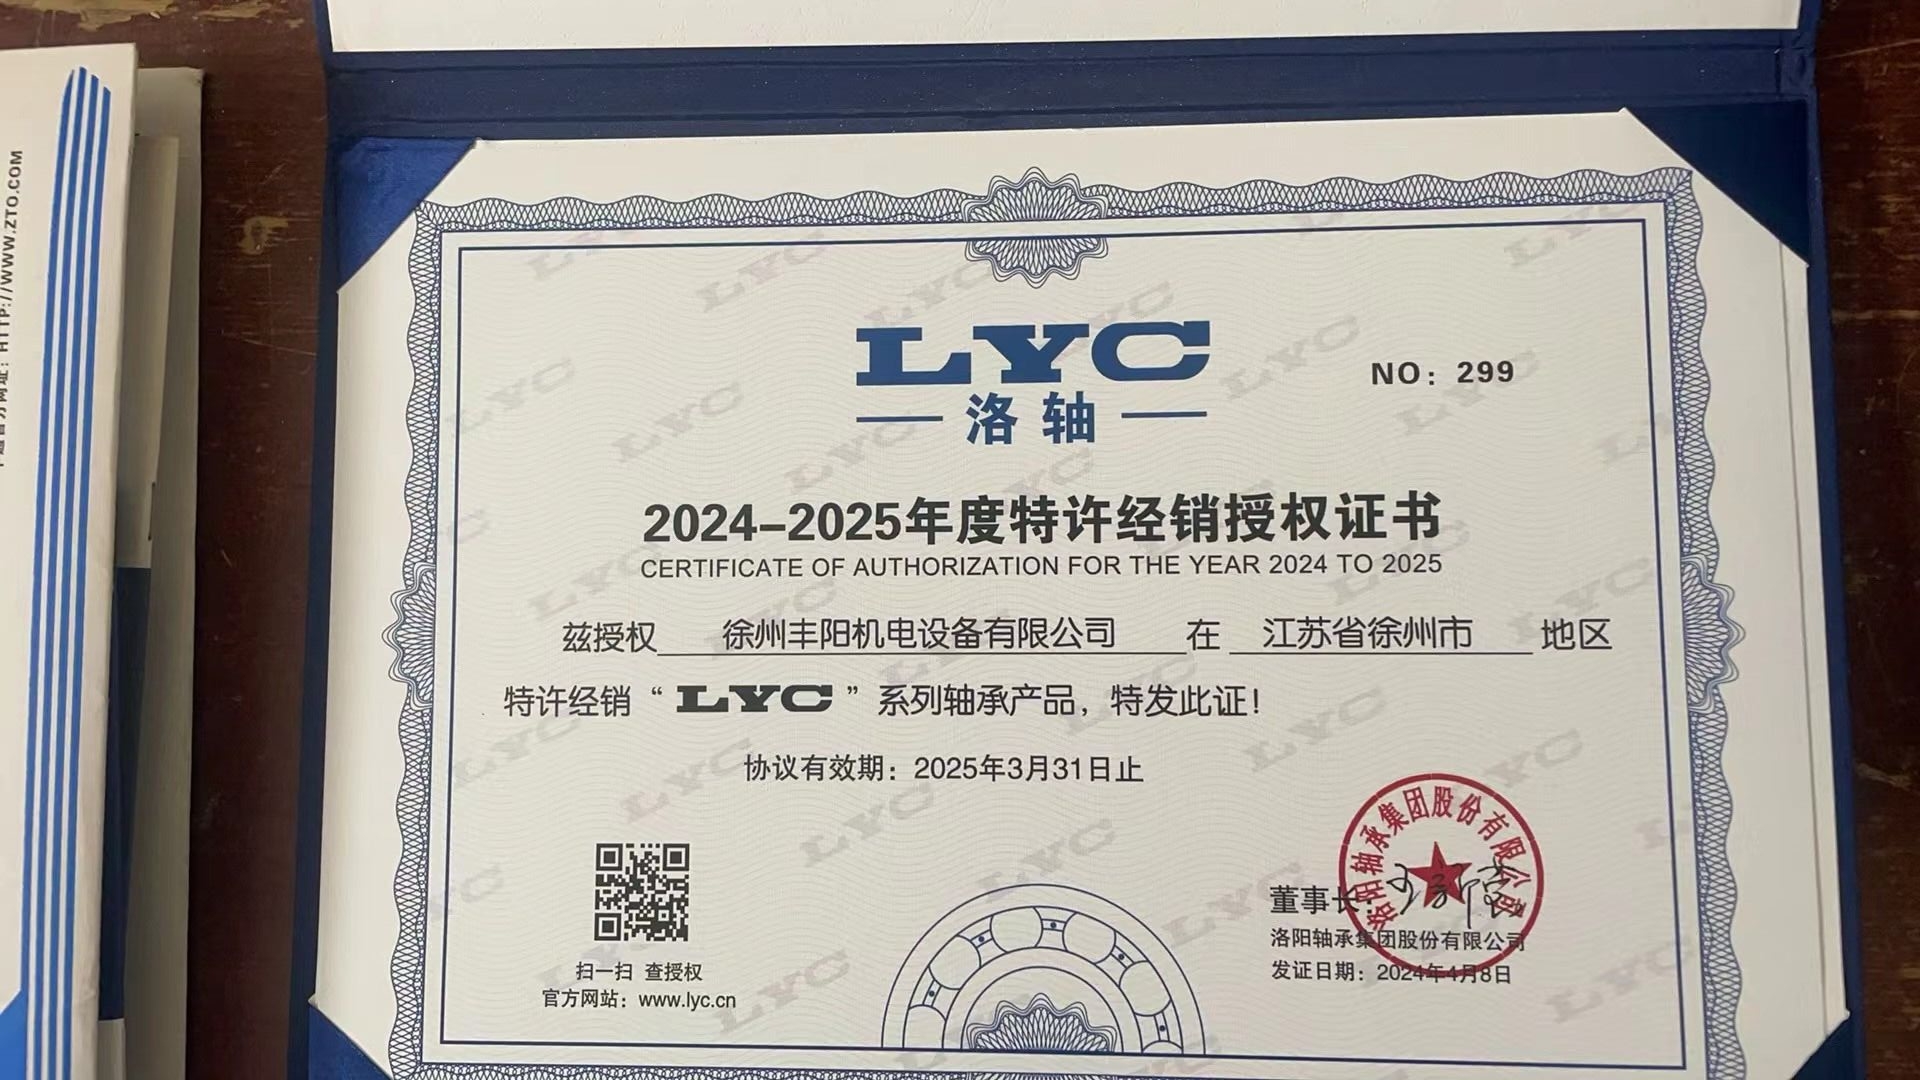 HTTP://WWW.ZTO.COM
LYC
洛轴
NO：299
2024-2025年度特许经销授权证书
CERTIFICATE OF AUTHORIZATION FOR THE YEAR 2024 TO 2025
兹授权 徐州丰阳机电设备有限公司 在 江苏省徐州市 地区
特许经销“LYC”系列轴承产品，特发此证！
协议有效期：2025年3月31日止
洛阳轴承集团股份有限公司
董事长：
洛阳轴承集团股份有限公司
发证日期：2024年4月8日
扫一扫 查授权
官方网站：www.lyc.cn